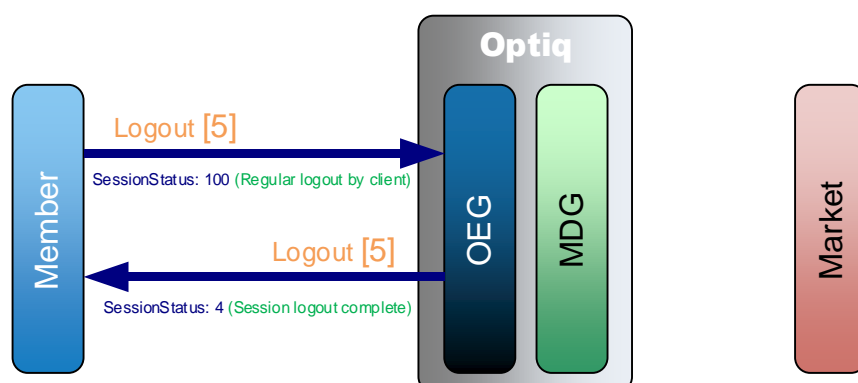 Optiq
Logout [5]
SessionStatus: 100 (Regular logout by client)
Logout [5]
SessionStatus: 4 (Session logout complete)
Member
OEG
MDG
Market